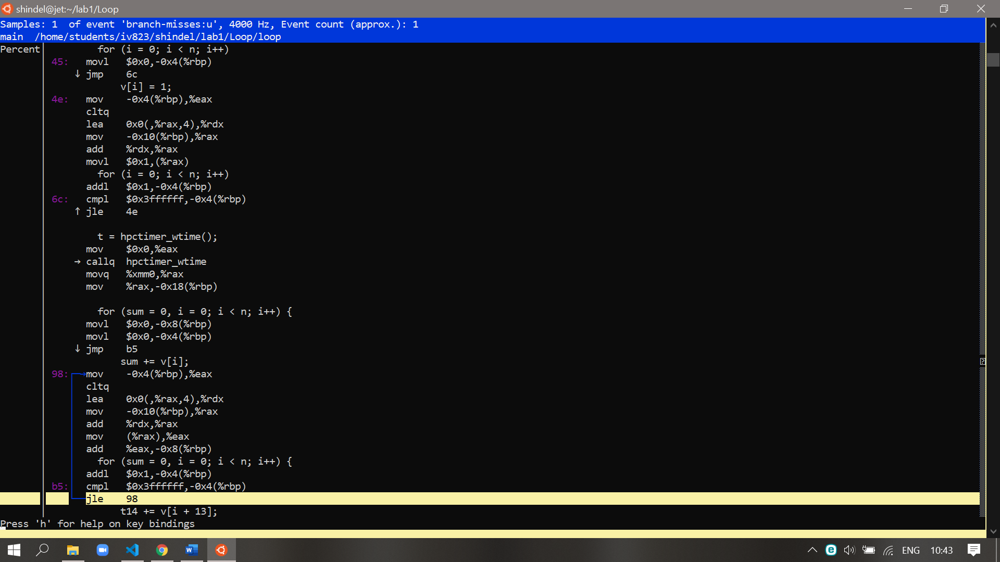 shindel@jet:~/lab1/Loop
Samples: 1  of event 'branch-misses:u', 4000 Hz, Event count (approx.): 1
main  /home/students/iv823/shindel/lab1/Loop/loop
Percent         for (i = 0; i < n; i++)
45:   movl   $0x0,-0x4(%rbp)
↓ jmp    6c
v[i] = 1;
4e:   mov    -0x4(%rbp),%eax
cltq
lea    0x0(,%rax,4),%rdx
mov    -0x10(%rbp),%rax
add    %rdx,%rax
movl   $0x1,(%rax)
for (i = 0; i < n; i++)
addl   $0x1,-0x4(%rbp)
6c:   cmpl   $0x3ffffff,-0x4(%rbp)
↑ jle    4e
t = hpctimer_wtime();
mov    $0x0,%eax
→ callq  hpctimer_wtime
movq   %xmm0,%rax
mov    %rax,-0x18(%rbp)
for (sum = 0, i = 0; i < n; i++) {
movl   $0x0,-0x8(%rbp)
movl   $0x0,-0x4(%rbp)
↓ jmp    b5
sum += v[i];
98:   mov    -0x4(%rbp),%eax
cltq
lea    0x0(,%rax,4),%rdx
mov    -0x10(%rbp),%rax
add    %rdx,%rax
mov    (%rax),%eax
add    %eax,-0x8(%rbp)
for (sum = 0, i = 0; i < n; i++) {
addl   $0x1,-0x4(%rbp)
b5:   cmpl   $0x3ffffff,-0x4(%rbp)
jle    98
t14 += v[i + 13];
Press 'h' for help on key bindings
ENG 10:43